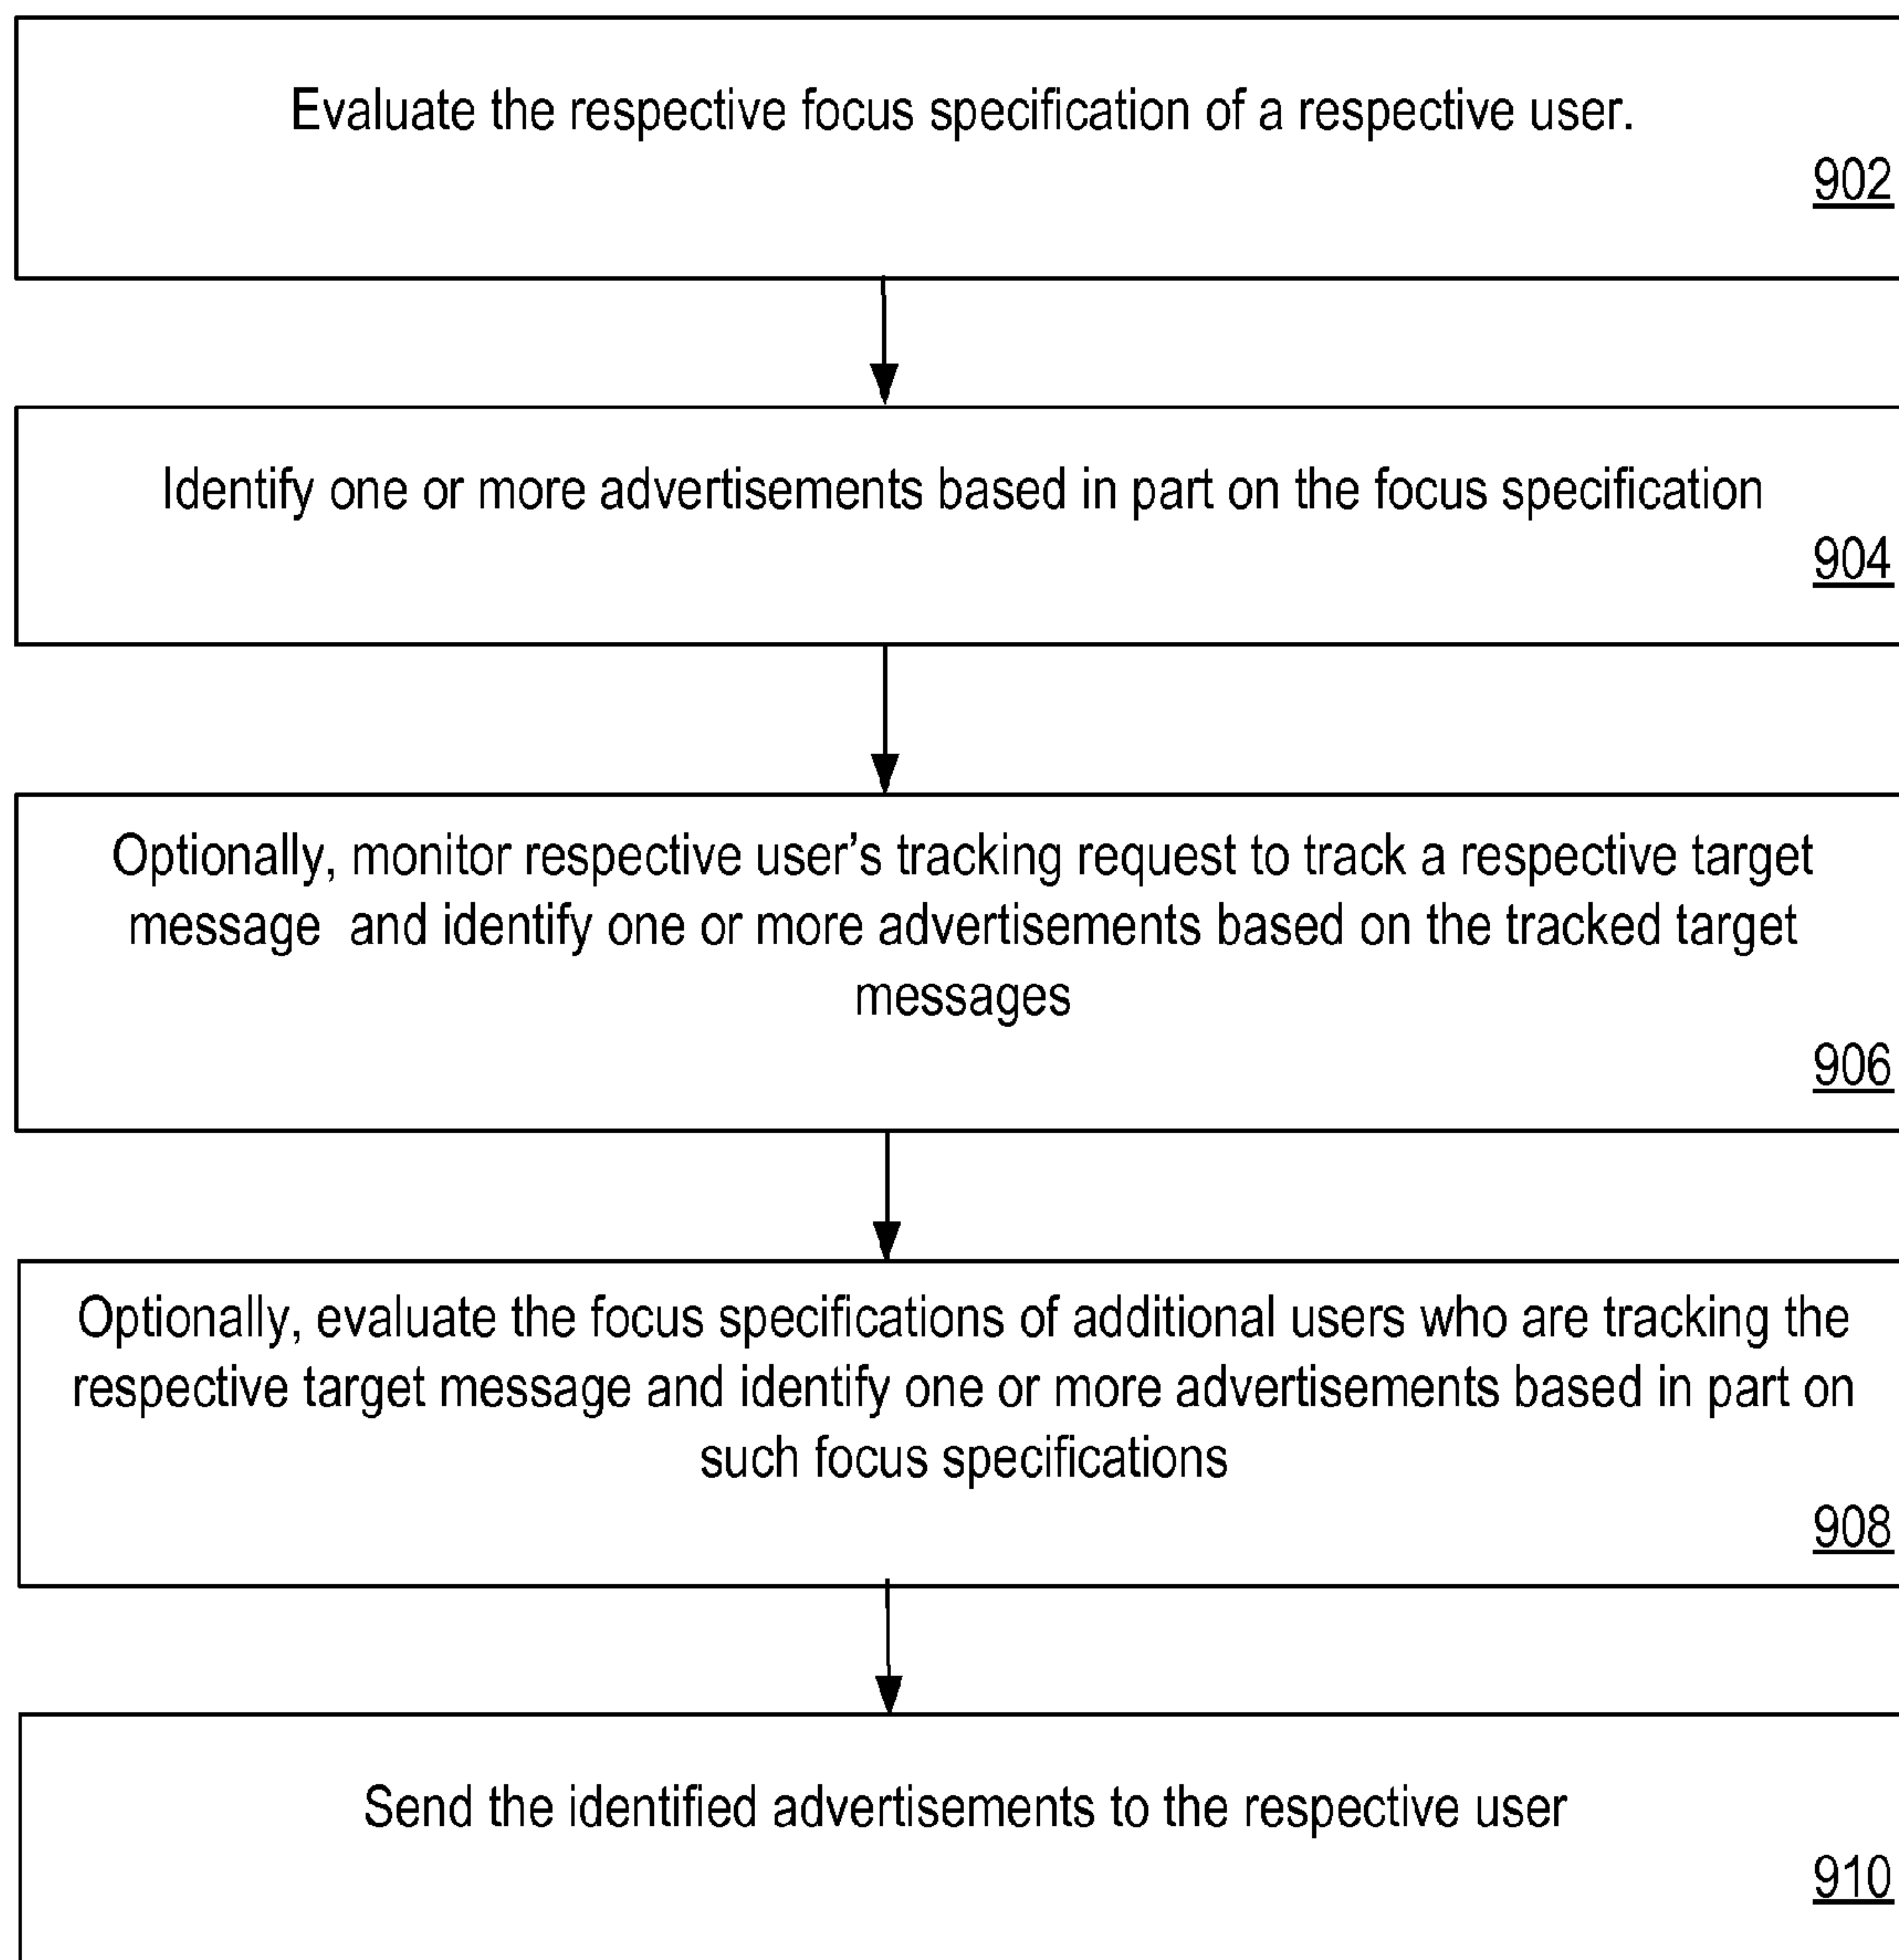 Evaluate the respective focus specification of a respective user.
902
Identify one or more advertisements based in part on the focus specification
904
Optionally, monitor respective user’s tracking request to track a respective target
message and identify one or more advertisements based on the tracked target
messages
906
Optionally, evaluate the focus specifications of additional users who are tracking the
respective target message and identify one or more advertisements based in part on
such focus specifications
908
Send the identified advertisements to the respective user
910